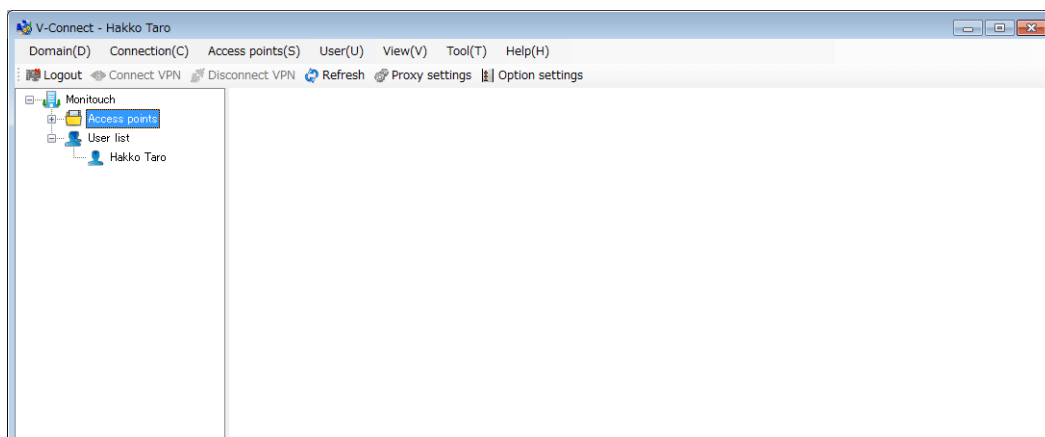 V-Connect - Hakko Taro
Domain(D) Connection(C) Access points(S) User(U) View(V) Tool(T) Help(H)
Logout Connect VPN Disconnect VPN Refresh Proxy settings Option settings
Monitouch
Access points
User list
Hakko Taro